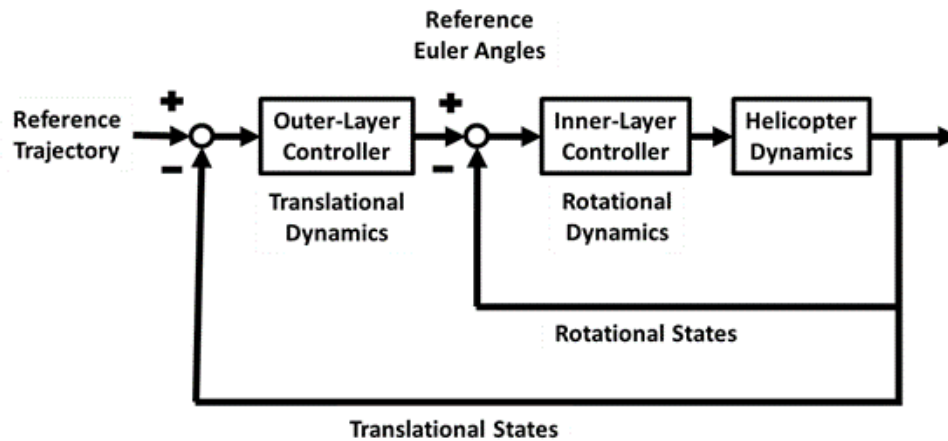 Reference
Euler Angles
+
+
Reference
Trajectory
Outer-Layer
Controller
Inner-Layer
Controller
Helicopter
Dynamics
−
−
Translational
Dynamics
Rotational
Dynamics
Rotational States
Translational States